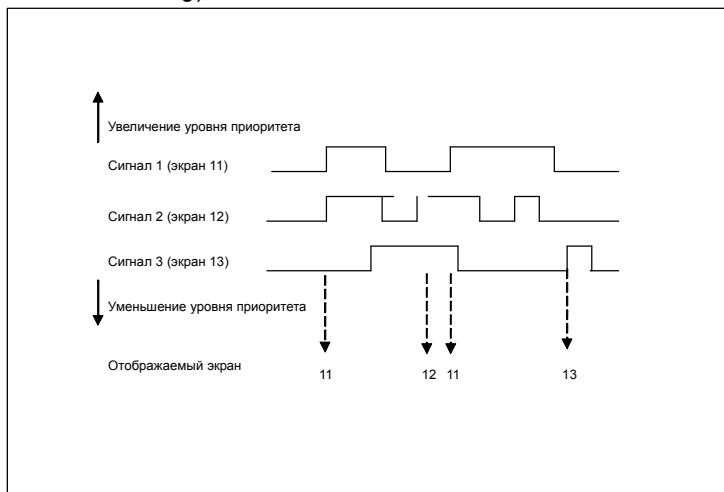 Увеличение уровня приоритета
Сигнал 1 (экран 11)
Сигнал 2 (экран 12)
Сигнал 3 (экран 13)
Уменьшение уровня приоритета
Отображаемый экран
11 12 11 13